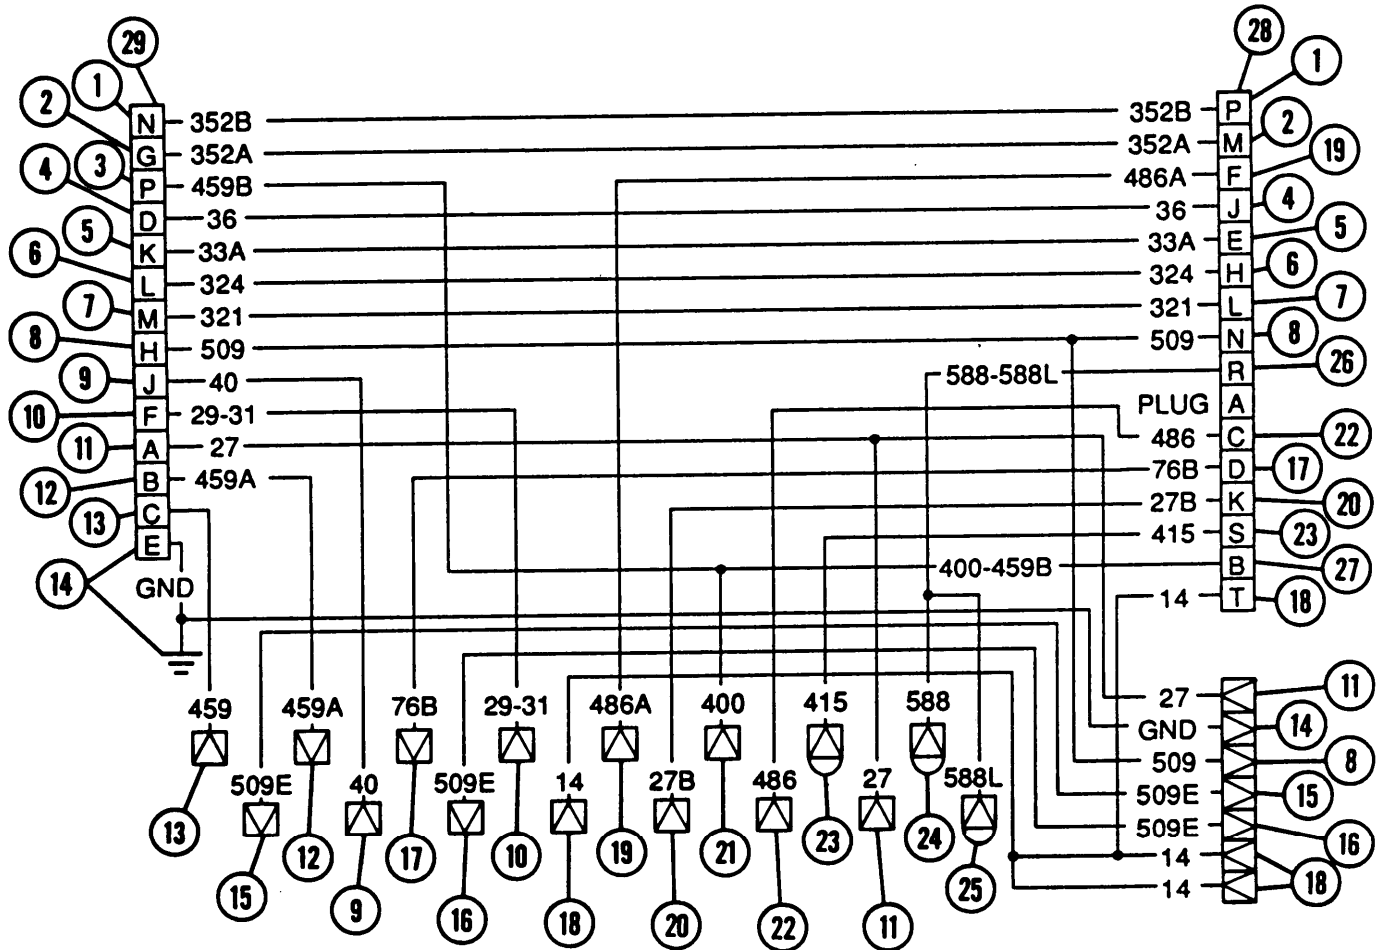 29
28
1
1
2
N 352B 352B P
2
G 352A 352A M
19
3
P 459B 486A F
4
4
D 36 36 J
5
K 33A 33A E
5
6
L 324 324 H
6
7
M 321 321 L
7
8
H 509 509 N
8
9
J 40 588-588L R
26
10
F 29-31 PLUG A
11
A 27 486 C
22
12
B 459A 76B D
17
13
C 27B K
20
E 415 S
23
14
GND 400-459B B
27
14 T
18
459 459A 76B 29-31 486A 400 415 588
27
11
GND
14
509
8
509E 40 509E 14 27B 486 27 588L
509E
15
509E
16
14
14
18
13 12 17 10 19 21 23 24
15 9 16 18 20 22 11 25